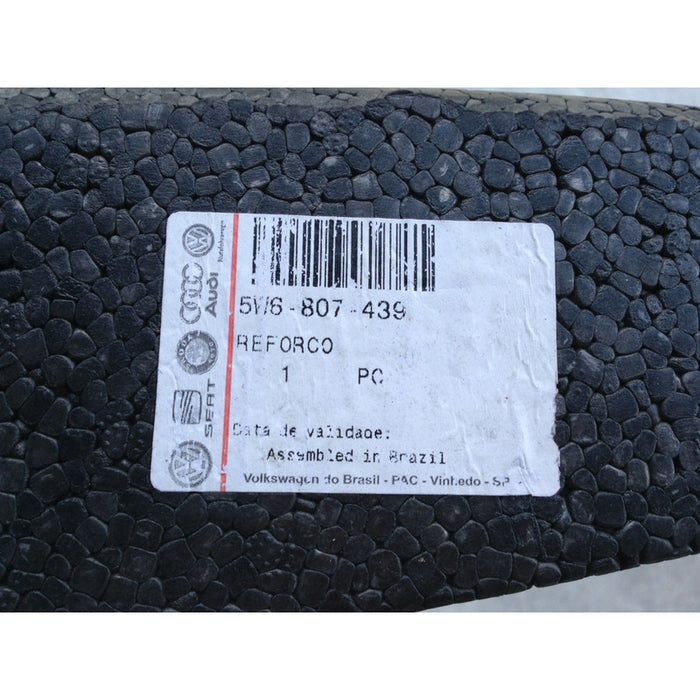 5W6-807-439
REFORCO
1 PC
Data de validade:
Assembled in Brazil
Volkswagen do Brasil - PAC - Vinhedo - SP
Audi
SEAT